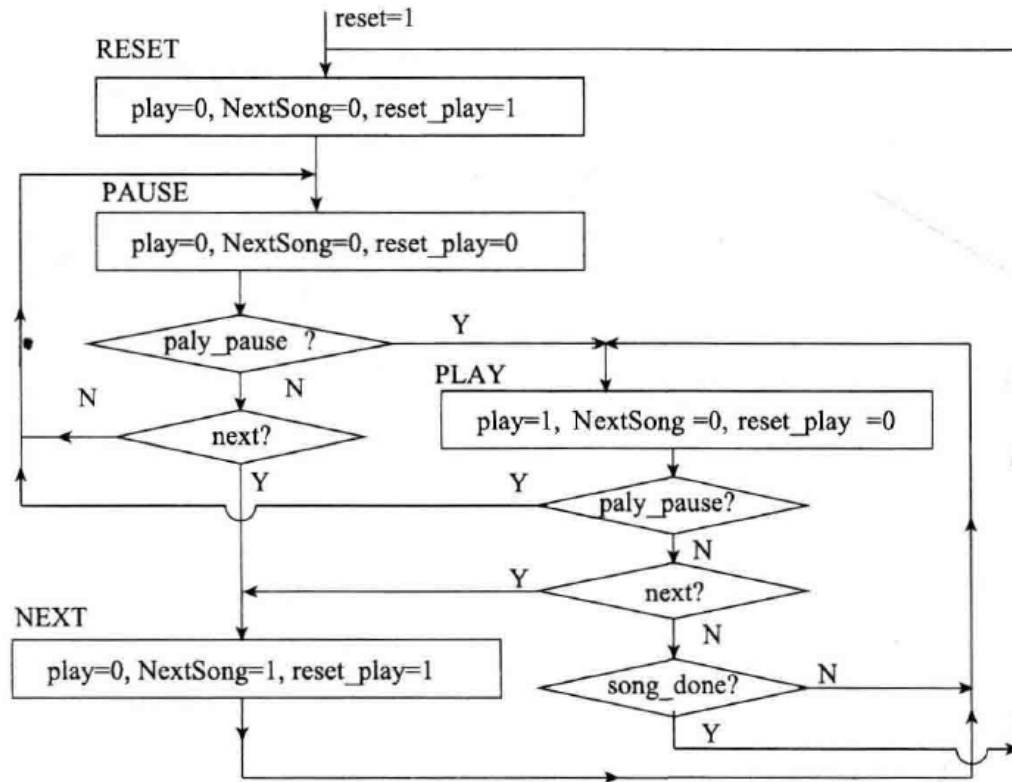 reset=1
RESET
play=0, NextSong=0, reset_play=1
PAUSE
play=0, NextSong=0, reset_play=0
paly_pause ?
Y
N
PLAY
play=1, NextSong =0, reset_play =0
N
next?
Y
Y
paly_pause?
N
Y
next?
N
NEXT
play=0, NextSong=1, reset_play=1
song_done?
N
Y